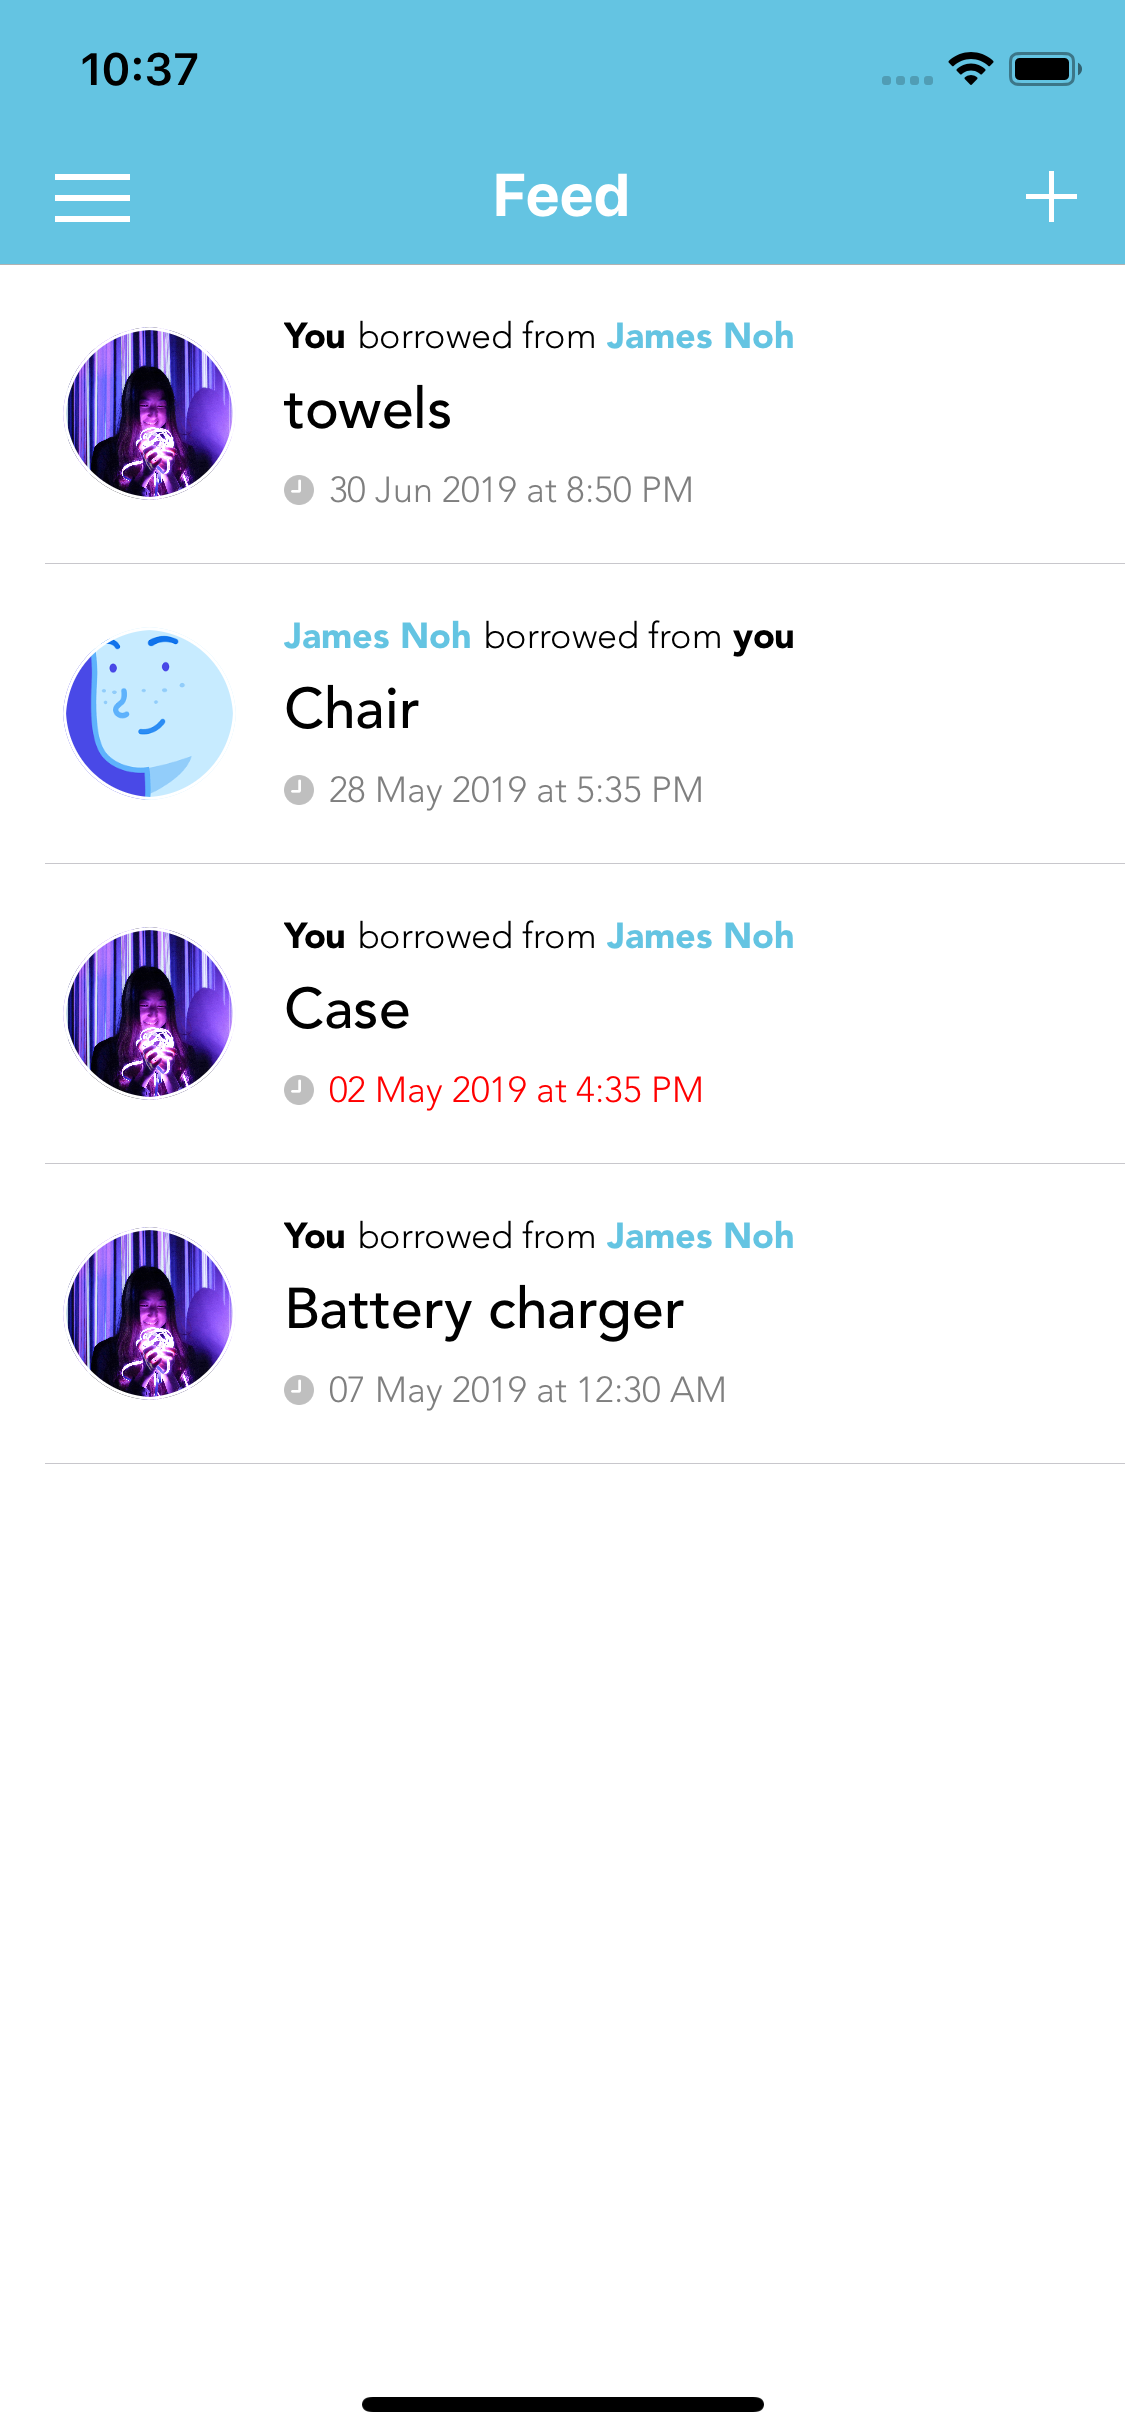 10:37
Feed
You borrowed from James Noh
towels
30 Jun 2019 at 8:50 PM
James Noh borrowed from you
Chair
28 May 2019 at 5:35 PM
You borrowed from James Noh
Case
02 May 2019 at 4:35 PM
You borrowed from James Noh
Battery charger
07 May 2019 at 12:30 AM